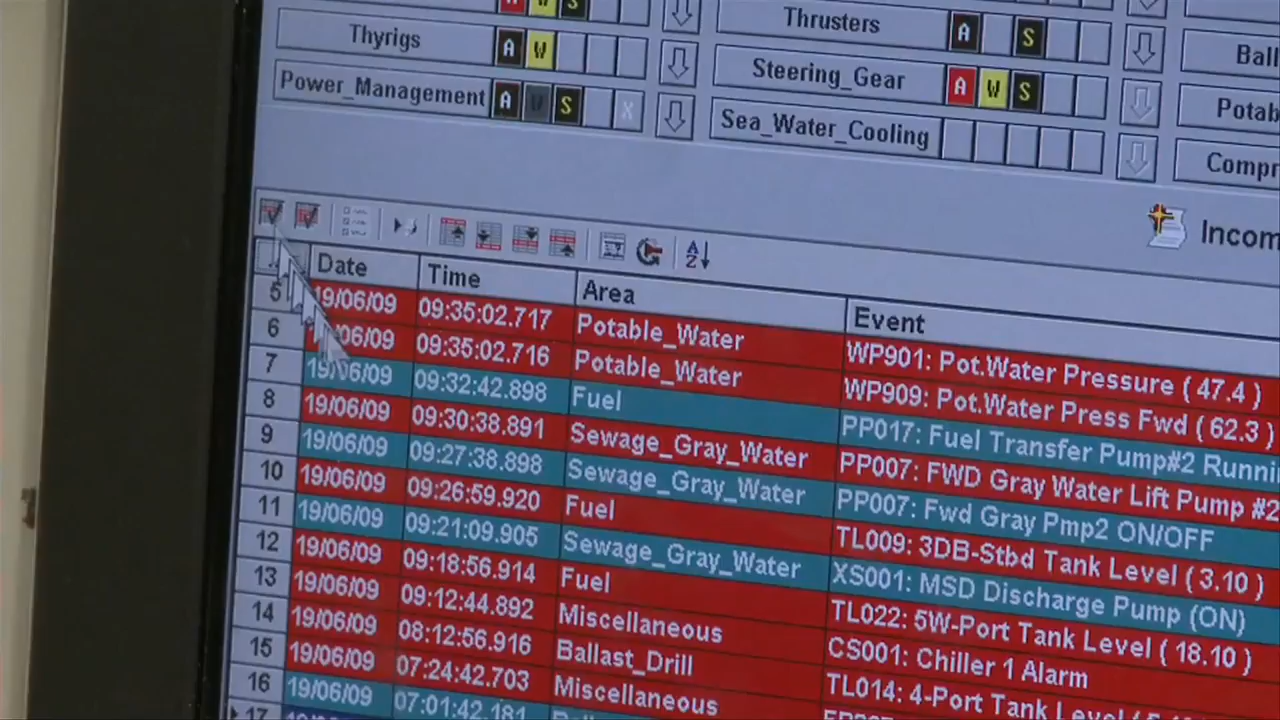 Thyrigs A W
Power_Management A W S X
Thrusters A S
Steering_Gear A W S
Sea_Water_Cooling
Date Time Area Event
5 19/06/09 09:35:02.717 Potable_Water WP901: Pot.Water Pressure ( 47.4 )
6 19/06/09 09:35:02.716 Potable_Water WP909: Pot.Water Press Fwd ( 62.3 )
7 19/06/09 09:32:42.898 Fuel PP017: Fuel Transfer Pump#2
8 19/06/09 09:30:38.891 Sewage_Gray_Water PP007: FWD Gray Water Lift Pump #2
9 19/06/09 09:27:38.898 Sewage_Gray_Water PP007: Fwd Gray Pmp2 ON/OFF
10 19/06/09 09:26:59.920 Fuel TL009: 3DB-Stbd Tank Level ( 3.10 )
11 19/06/09 09:21:09.905 Sewage_Gray_Water XS001: MSD Discharge Pump (ON)
12 19/06/09 09:18:56.914 Fuel TL022: 5W-Port Tank Level ( 18.10 )
13 19/06/09 09:12:44.892 Miscellaneous CS001: Chiller 1 Alarm
14 19/06/09 08:12:56.916 Ballast_Drill TL014: 4-Port Tank Level
15 19/06/09 07:24:42.703 Miscellaneous
16 19/06/09 07:01:42.181
17